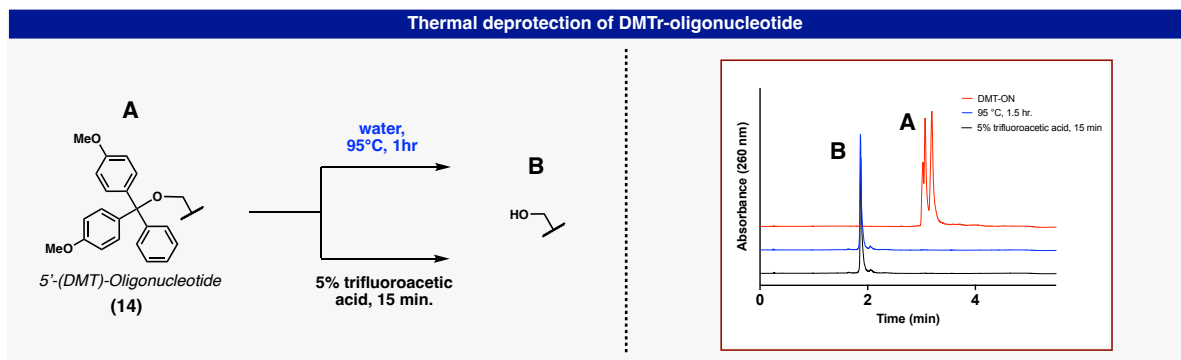 Thermal deprotection of DMTr-oligonucleotide
A
MeO
O
MeO
5'-(DMT)-Oligonucleotide
(14)
water,
95°C, 1hr
5% trifluoroacetic
acid, 15 min.
B
HO
Absorbance (260 nm)
DMT-ON
95 °C, 1.5 hr.
5% trifluoroacetic acid, 15 min
A
B
0
2
4
Time (min)